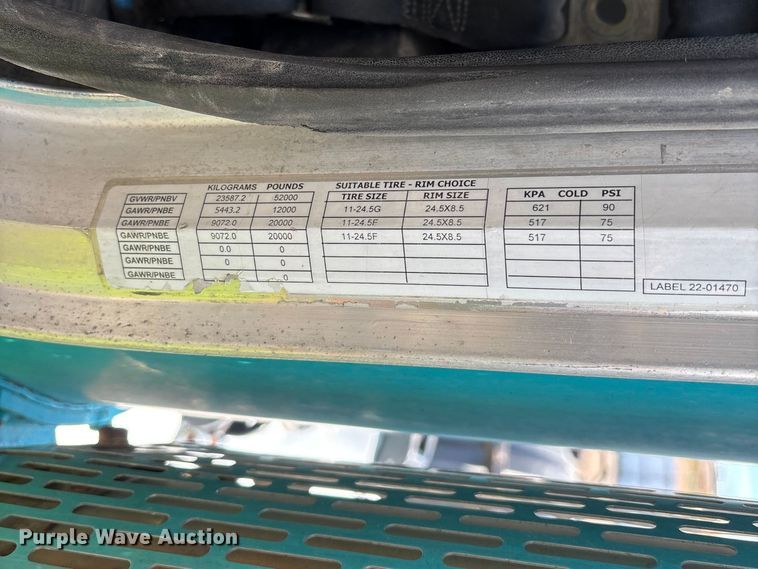 KILOGRAMS POUNDS SUITABLE TIRE - RIM CHOICE
TIRE SIZE RIM SIZE KPA COLD PSI
GVWR/PNBV 23587.2 52000
GAWR/PNBE 5443.2 12000 11-24.5G 24.5X8.5 621 90
GAWR/PNBE 9072.0 20000 11-24.5F 24.5X8.5 517 75
GAWR/PNBE 9072.0 20000 11-24.5F 24.5X8.5 517 75
GAWR/PNBE 0.0 0
GAWR/PNBE 0 0
GAWR/PNBE 0
LABEL 22-01470
Purple Wave Auction